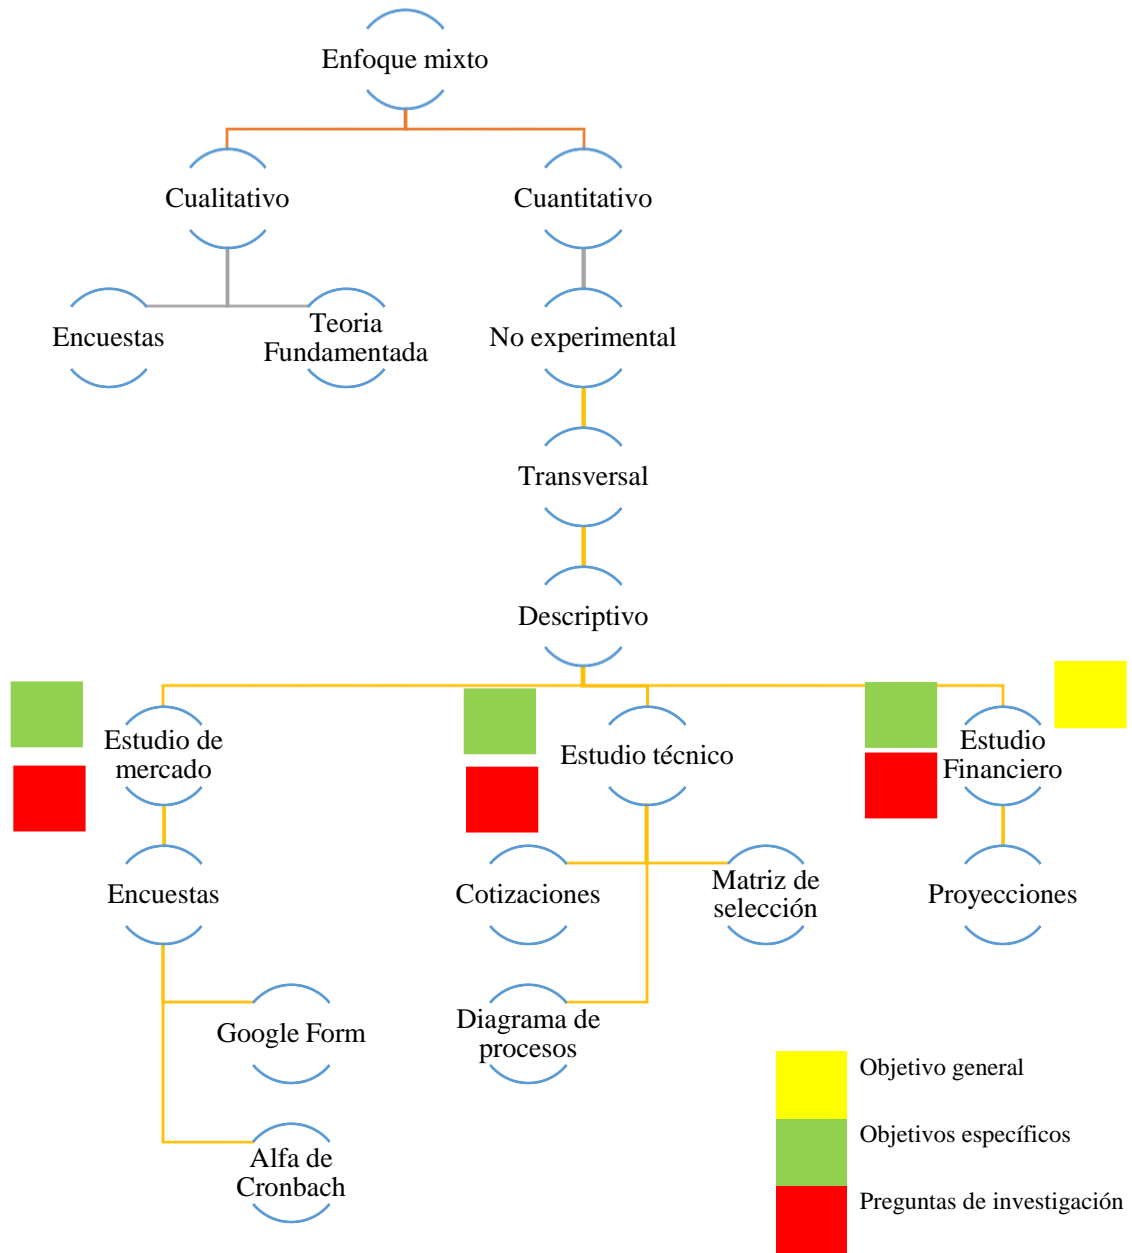 Enfoque mixto
Cualitativo
Cuantitativo
Encuestas
Teoria
Fundamentada
No experimental
Transversal
Descriptivo
Estudio de
mercado
Estudio técnico
Estudio
Financiero
Encuestas
Cotizaciones
Matriz de
selección
Proyecciones
Google Form
Diagrama de
procesos
Alfa de
Cronbach
Objetivo general
Objetivos específicos
Preguntas de investigación